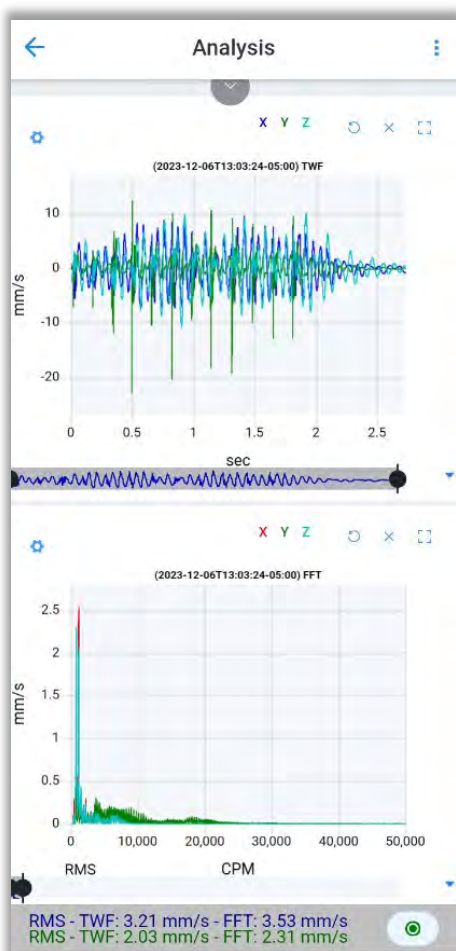 Analysis
X Y Z
(2023-12-06T13:03:24-05:00) TWF
10
0
-10
-20
mm/s
0 0.5 1 1.5 2 2.5
sec
X Y Z
(2023-12-06T13:03:24-05:00) FFT
2.5
2
1.5
1
0.5
0
mm/s
0 10,000 20,000 30,000 40,000 50,000
RMS CPM
RMS - TWF: 3.21 mm/s - FFT: 3.53 mm/s
RMS - TWF: 2.03 mm/s - FFT: 2.31 mm/s